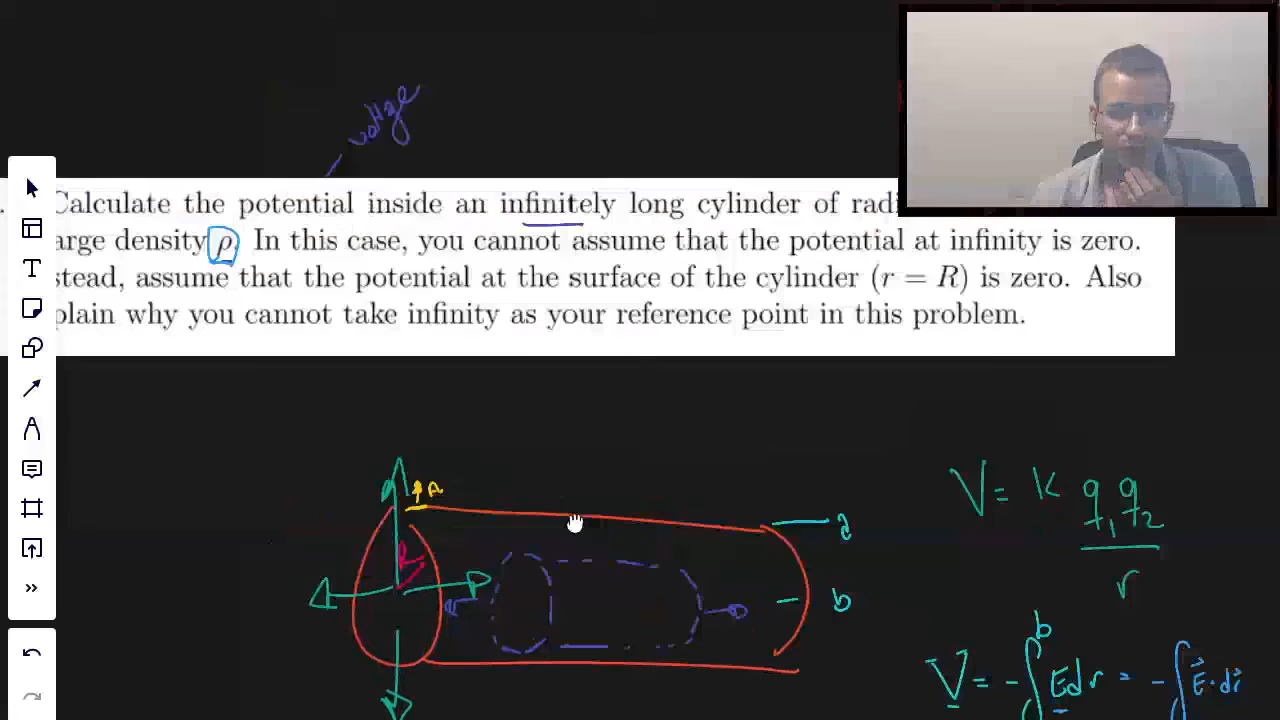 voltage
. Calculate the potential inside an infinitely long cylinder of radi
arge density ρ. In this case, you cannot assume that the potential at infinity is zero.
stead, assume that the potential at the surface of the cylinder (r = R) is zero. Also
plain why you cannot take infinity as your reference point in this problem.
a
b
R
V = K q₁q₂ / r
V = - ∫ᵇ E dr = - ∫ E⃗ · dr⃗
T